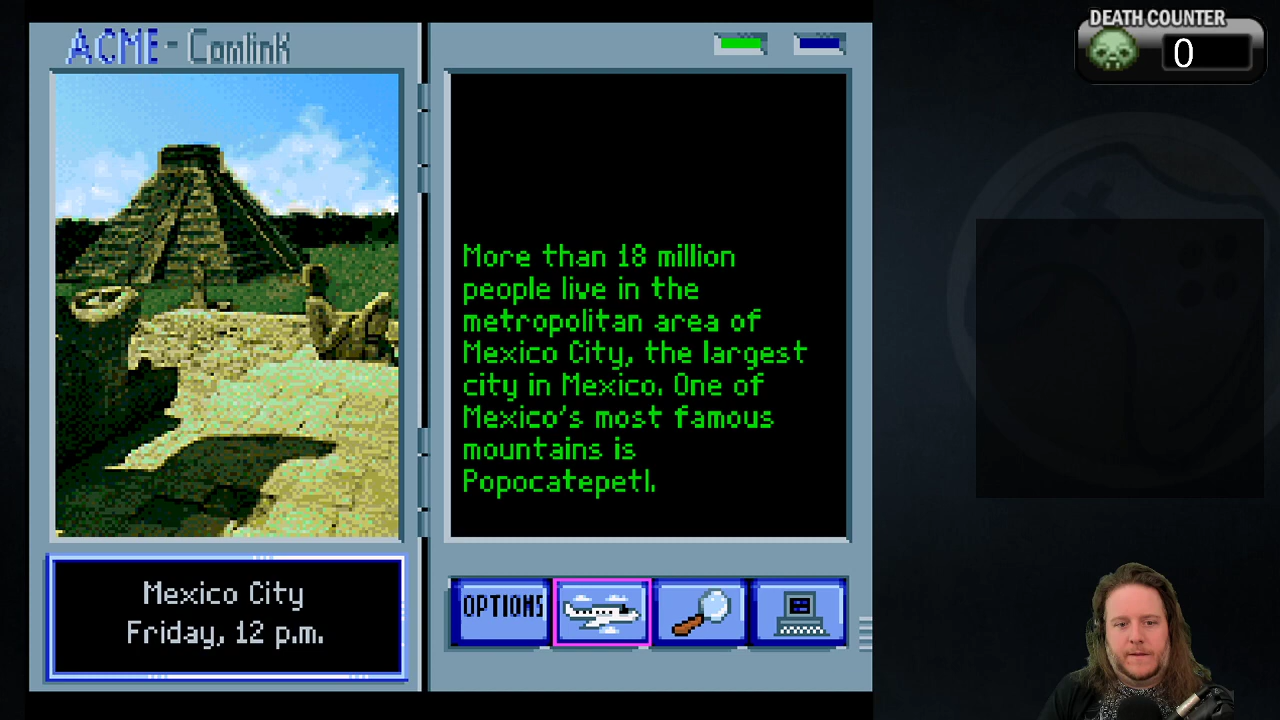 ACME - Comlink
DEATH COUNTER
0
More than 18 million
people live in the
metropolitan area of
Mexico City, the largest
city in Mexico. One of
Mexico's most famous
mountains is
Popocatepetl.
Mexico City
Friday, 12 p.m.
OPTIONS